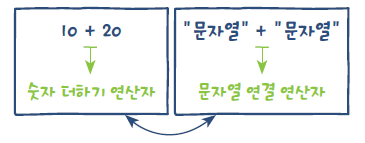 10 + 20
숫자 더하기 연산자
"문자열" + "문자열"
문자열 연결 연산자